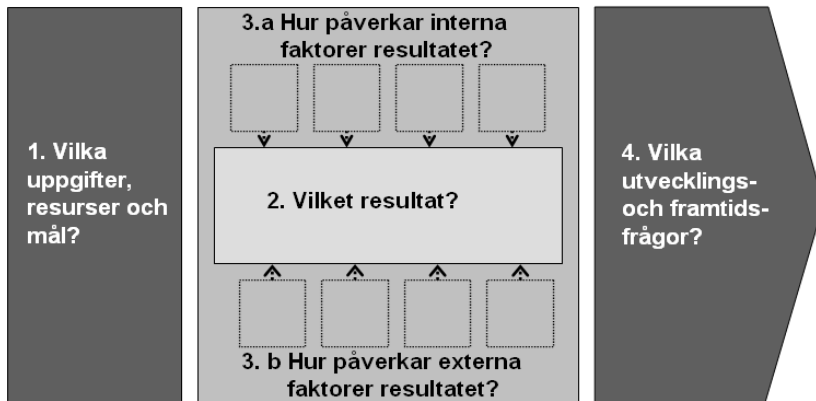 1. Vilka
uppgifter,
resurser och
mål?
3.a Hur påverkar interna
faktorer resultatet?
2. Vilket resultat?
3. b Hur påverkar externa
faktorer resultatet?
4. Vilka
utvecklings-
och framtids-
frågor?